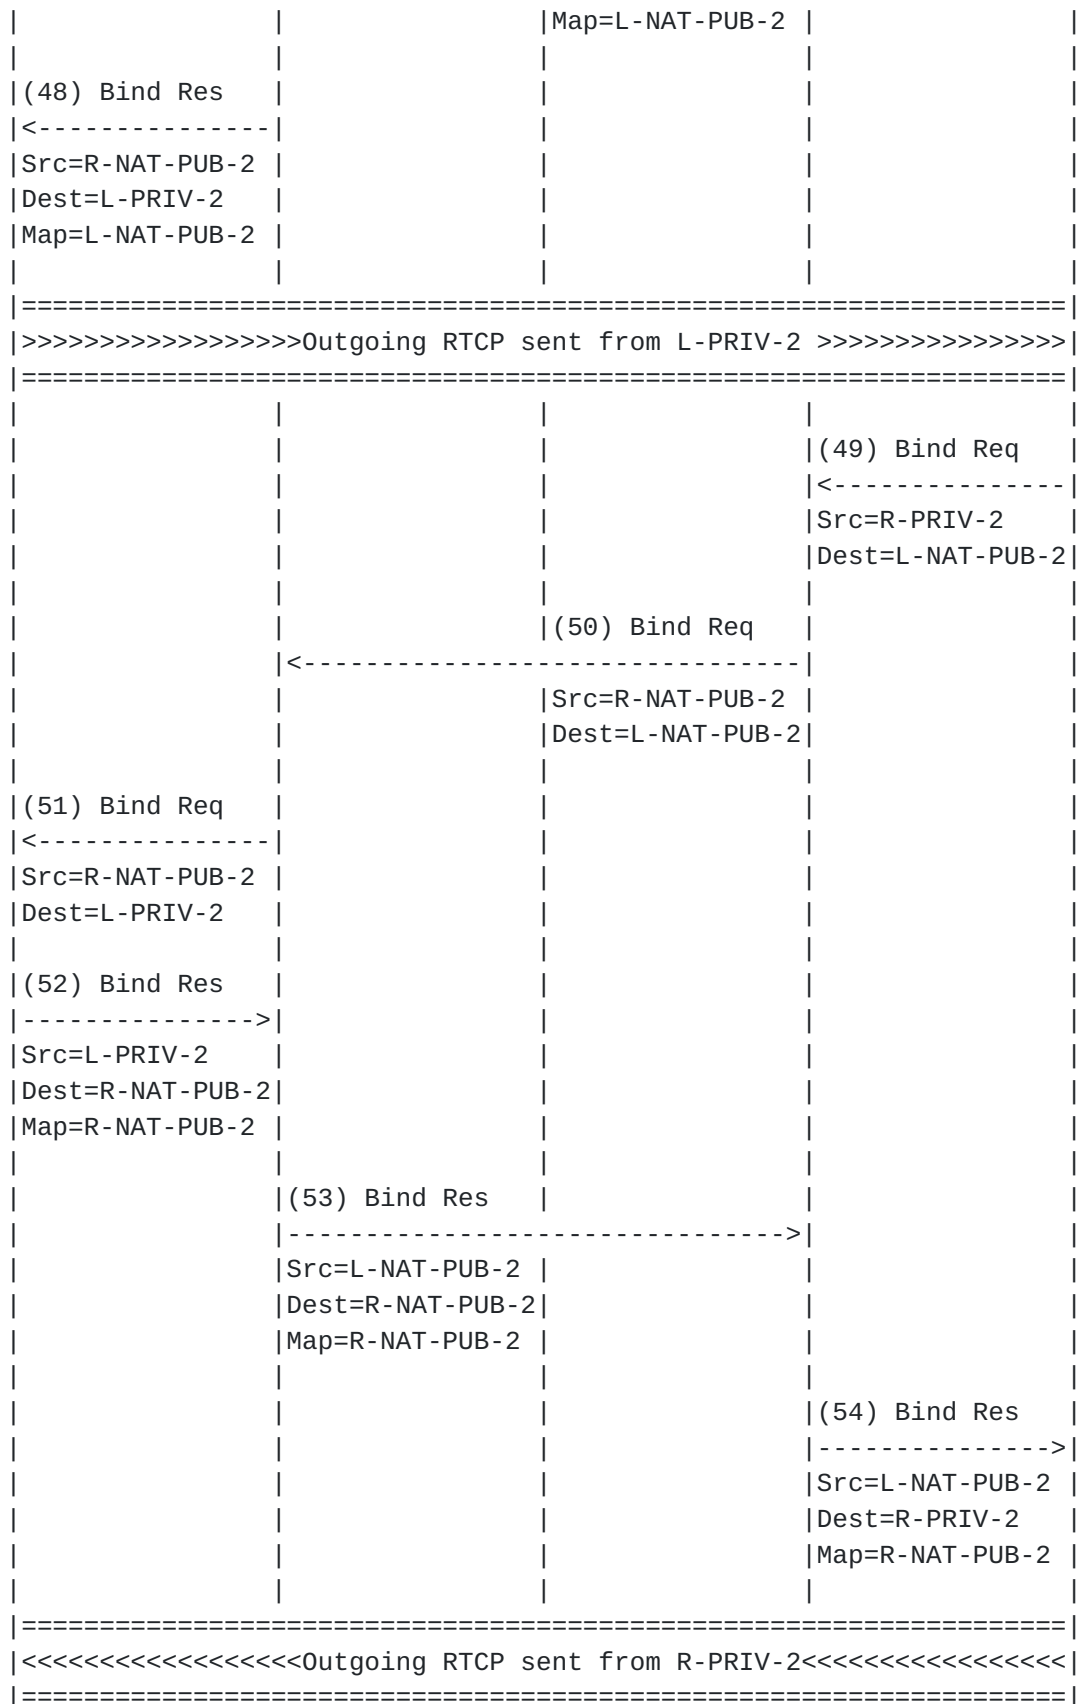 |                |                |Map=L-NAT-PUB-2 |                |
|                |                |                |                |
|(48) Bind Res   |                |                |                |
|<---------------|                |                |                |
|Src=R-NAT-PUB-2 |                |                |                |
|Dest=L-PRIV-2   |                |                |                |
|Map=L-NAT-PUB-2 |                |                |                |
|                |                |                |                |
|===================================================================|
|>>>>>>>>>>>>>>>>>>Outgoing RTCP sent from L-PRIV-2 >>>>>>>>>>>>>>>>|
|===================================================================|
|                |                |                |                |
|                |                |                |(49) Bind Req   |
|                |                |                |<---------------|
|                |                |                |Src=R-PRIV-2    |
|                |                |                |Dest=L-NAT-PUB-2|
|                |                |                |                |
|                |                |(50) Bind Req   |                |
|                |<--------------------------------|                |
|                |                |Src=R-NAT-PUB-2 |                |
|                |                |Dest=L-NAT-PUB-2|                |
|                |                |                |                |
|(51) Bind Req   |                |                |                |
|<---------------|                |                |                |
|Src=R-NAT-PUB-2 |                |                |                |
|Dest=L-PRIV-2   |                |                |                |
|                |                |                |                |
|(52) Bind Res   |                |                |                |
|--------------->|                |                |                |
|Src=L-PRIV-2    |                |                |                |
|Dest=R-NAT-PUB-2|                |                |                |
|Map=R-NAT-PUB-2 |                |                |                |
|                |                |                |                |
|                |(53) Bind Res   |                |                |
|                |-------------------------------->|                |
|                |Src=L-NAT-PUB-2 |                |                |
|                |Dest=R-NAT-PUB-2|                |                |
|                |Map=R-NAT-PUB-2 |                |                |
|                |                |                |                |
|                |                |                |(54) Bind Res   |
|                |                |                |--------------->|
|                |                |                |Src=L-NAT-PUB-2 |
|                |                |                |Dest=R-PRIV-2   |
|                |                |                |Map=R-NAT-PUB-2 |
|                |                |                |                |
|===================================================================|
|<<<<<<<<<<<<<<<<<<Outgoing RTCP sent from R-PRIV-2<<<<<<<<<<<<<<<<<|
|===================================================================|